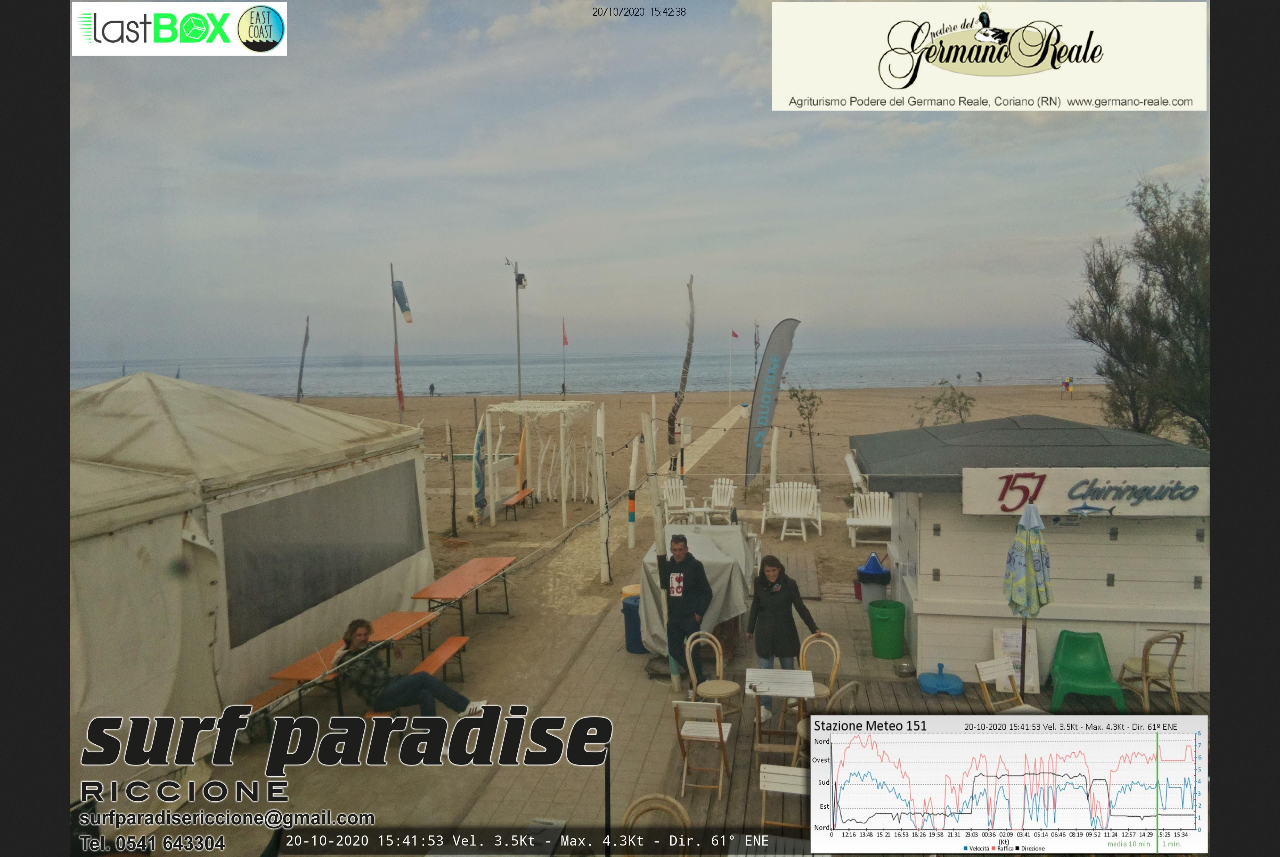 lastBOX
EAST
COAST
20/10/2020 15:42:38
podere del
Germano Reale
Agriturismo Podere del Germano Reale, Coriano (RN) www.germano-reale.com
151 Chiringuito
surf paradise
RICCIONE
surfparadisericcione@gmail.com
Tel. 0541 643304
20-10-2020 15:41:53 Vel. 3.5Kt - Max. 4.3Kt - Dir. 61° ENE
Stazione Meteo 151
20-10-2020 15:41:53 Vel. 3.5Kt - Max. 4.3Kt - Dir. 61° ENE
Nord
Ovest
Sud
Est
Nord
(Kt)
media 10 min. 1 min.
Velocità Raffica Direzione